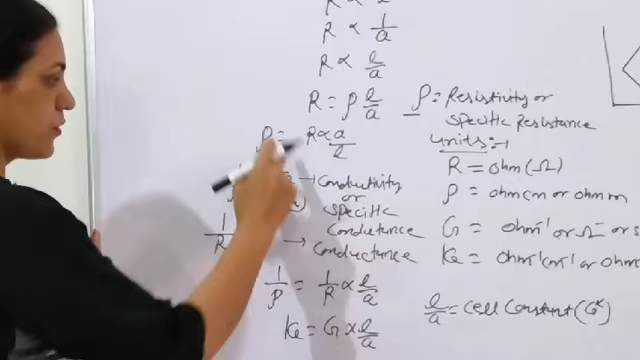 R ∝ 1/a
R ∝ l/a
R = ρ l/a
ρ = Resistivity or
Specific Resistance
ρ = R × a/l
units:-
R = ohm (Ω)
→ Conductivity
or
Specific
Conductance
ρ = ohm cm or ohm m
1/R → Conductance
G = ohm⁻¹ or Ω⁻ or S
κ = ohm⁻¹ cm⁻¹ or ohm
1/ρ = 1/R × l/a
l/a = Cell Constant (G*)
κ = G × l/a